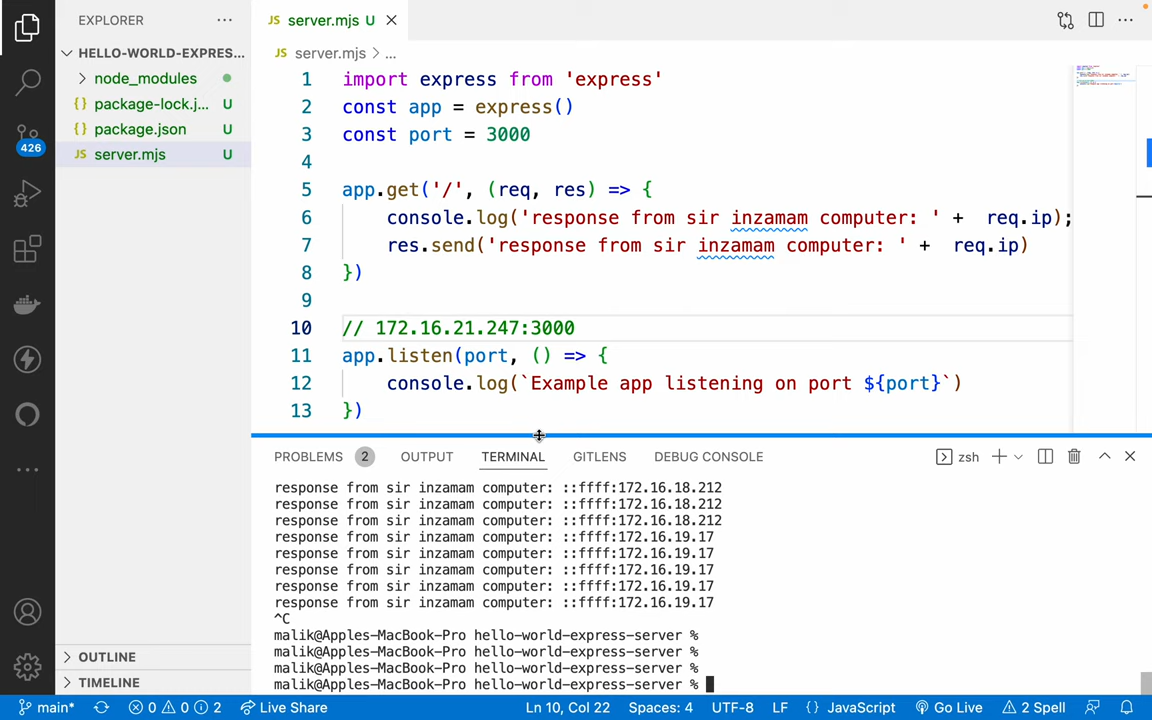 EXPLORER ...
HELLO-WORLD-EXPRES...
node_modules
package-lock.j... U
package.json U
JS server.mjs U
426
OUTLINE
TIMELINE
JS server.mjs U
JS server.mjs > ...
1 import express from 'express'
2 const app = express()
3 const port = 3000
4
5 app.get('/', (req, res) => {
6 console.log('response from sir inzamam computer: ' + req.ip);
7 res.send('response from sir inzamam computer: ' + req.ip)
8 })
9
10 // 172.16.21.247:3000
11 app.listen(port, () => {
12 console.log(`Example app listening on port ${port}`)
13 })
PROBLEMS 2 OUTPUT TERMINAL GITLENS DEBUG CONSOLE zsh
response from sir inzamam computer: ::ffff:172.16.18.212
response from sir inzamam computer: ::ffff:172.16.18.212
response from sir inzamam computer: ::ffff:172.16.18.212
response from sir inzamam computer: ::ffff:172.16.19.17
response from sir inzamam computer: ::ffff:172.16.19.17
response from sir inzamam computer: ::ffff:172.16.19.17
response from sir inzamam computer: ::ffff:172.16.19.17
response from sir inzamam computer: ::ffff:172.16.19.17
^C
malik@Apples-MacBook-Pro hello-world-express-server %
malik@Apples-MacBook-Pro hello-world-express-server %
malik@Apples-MacBook-Pro hello-world-express-server %
malik@Apples-MacBook-Pro hello-world-express-server %
main* 0 0 2 Live Share Ln 10, Col 22 Spaces: 4 UTF-8 LF {} JavaScript Go Live 2 Spell